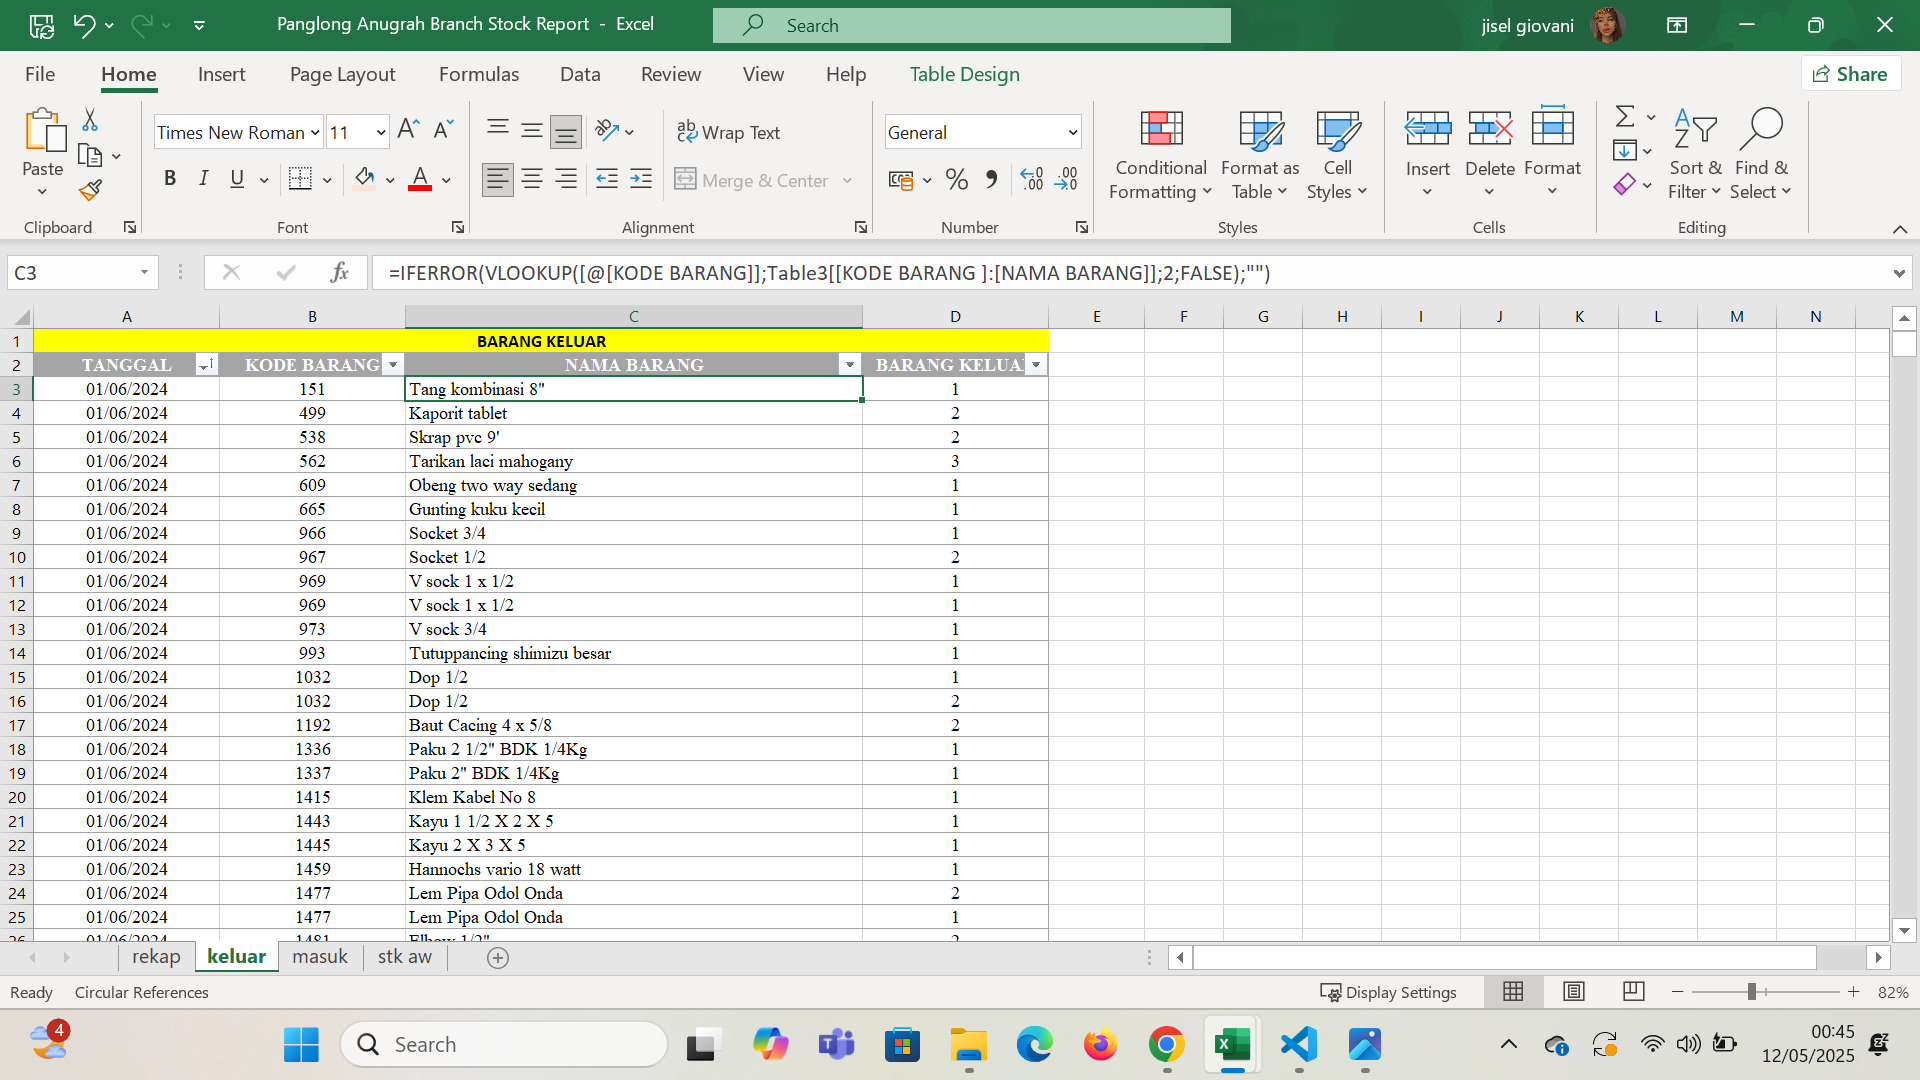 Panglong Anugrah Branch Stock Report - Excel
Search
jisel giovani
File Home Insert Page Layout Formulas Data Review View Help Table Design
Share
Paste
Clipboard
Times New Roman 11
B I U A
Font
ab Wrap Text
Merge & Center
Alignment
General
Number
Conditional Formatting
Format as Table
Cell Styles
Styles
Insert Delete Format
Cells
Sort & Filter
Find & Select
Editing
C3 fx =IFERROR(VLOOKUP([@[KODE BARANG]];Table3[[KODE BARANG ]:[NAMA BARANG]];2;FALSE);"")
A B C D E F G H I J K L M N
1 BARANG KELUAR
2 TANGGAL KODE BARANG NAMA BARANG BARANG KELUA
3 01/06/2024 151 Tang kombinasi 8" 1
4 01/06/2024 499 Kaporit tablet 2
5 01/06/2024 538 Skrap pvc 9' 2
6 01/06/2024 562 Tarikan laci mahogany 3
7 01/06/2024 609 Obeng two way sedang 1
8 01/06/2024 665 Gunting kuku kecil 1
9 01/06/2024 966 Socket 3/4 1
10 01/06/2024 967 Socket 1/2 2
11 01/06/2024 969 V sock 1 x 1/2 1
12 01/06/2024 969 V sock 1 x 1/2 1
13 01/06/2024 973 V sock 3/4 1
14 01/06/2024 993 Tutuppancing shimizu besar 1
15 01/06/2024 1032 Dop 1/2 1
16 01/06/2024 1032 Dop 1/2 2
17 01/06/2024 1192 Baut Cacing 4 x 5/8 2
18 01/06/2024 1336 Paku 2 1/2" BDK 1/4Kg 1
19 01/06/2024 1337 Paku 2" BDK 1/4Kg 1
20 01/06/2024 1415 Klem Kabel No 8 1
21 01/06/2024 1443 Kayu 1 1/2 X 2 X 5 1
22 01/06/2024 1445 Kayu 2 X 3 X 5 1
23 01/06/2024 1459 Hannochs vario 18 watt 1
24 01/06/2024 1477 Lem Pipa Odol Onda 2
25 01/06/2024 1477 Lem Pipa Odol Onda 1
26 01/06/2024 1481 Elbow 1/2" 2
rekap keluar masuk stk aw
Ready Circular References Display Settings 82%
4 Search 00:45
12/05/2025